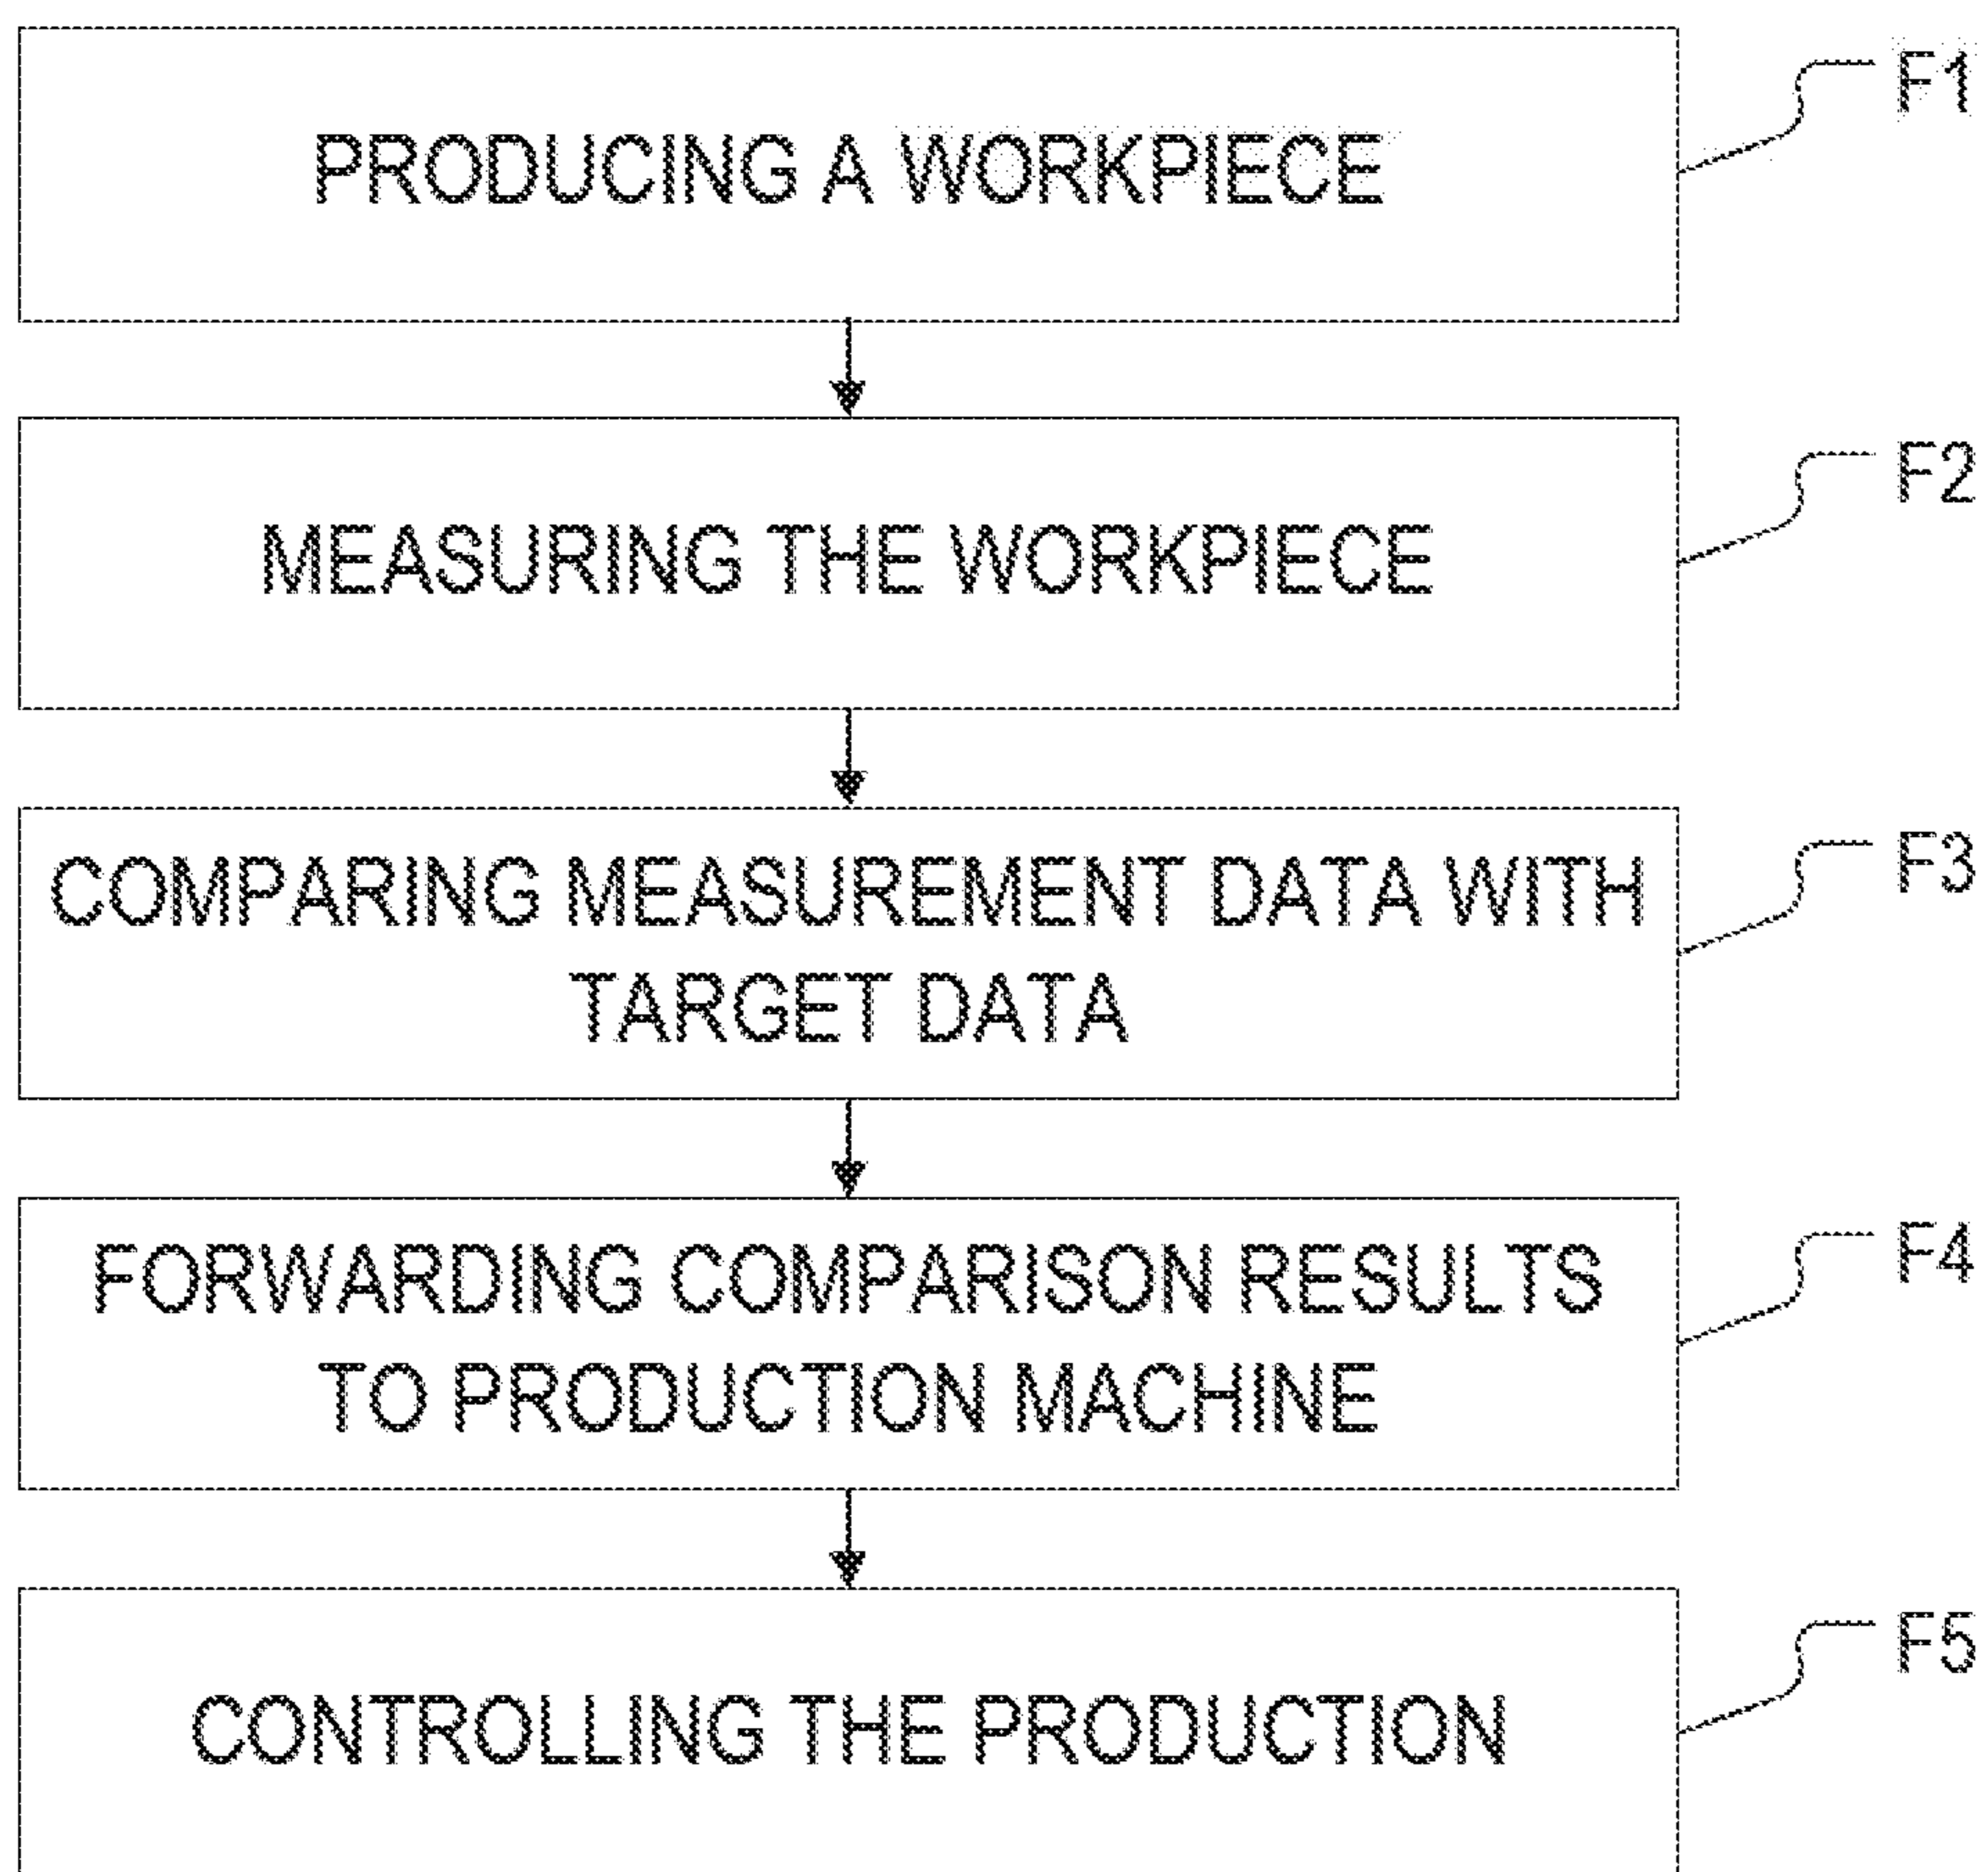 PRODUCING A WORKPIECE
F1
MEASURING THE WORKPIECE
F2
COMPARING MEASUREMENT DATA WITH
TARGET DATA
F3
FORWARDING COMPARISON RESULTS
TO PRODUCTION MACHINE
F4
CONTROLLING THE PRODUCTION
F5